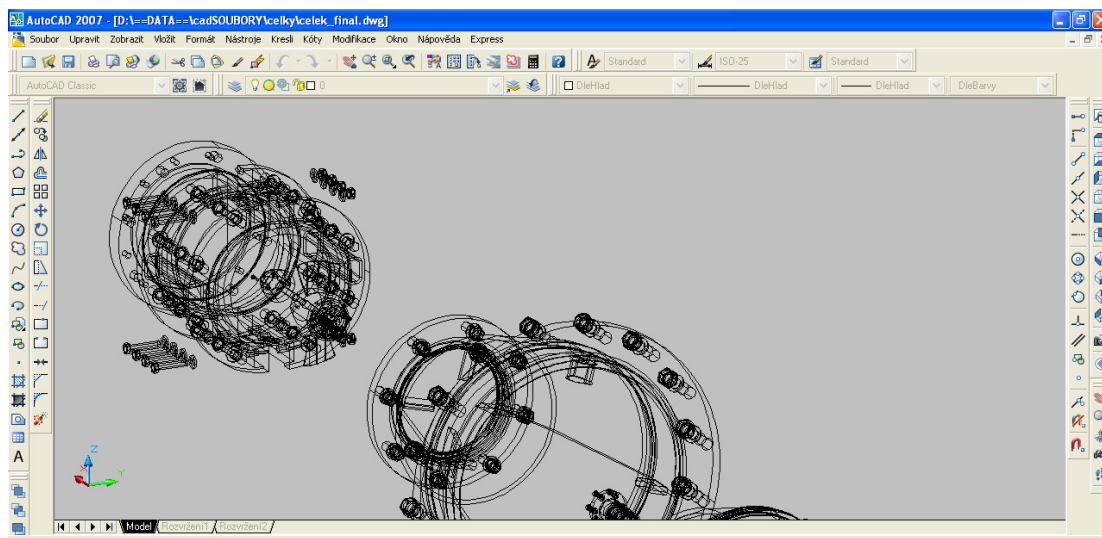 AutoCAD 2007 - [D:\==DATA==\cadSOUBORY\celky\celek_final.dwg]
Soubor Upravit Zobrazit Vložit Formát Nástroje Kresli Kóty Modifikace Okno Nápověda Express
Standard ISO-25 Standard
AutoCAD Classic 0 DleHlad DleHlad DleHlad DleBarvy
A
Z
X Y
Model Rozvržení1 Rozvržení2